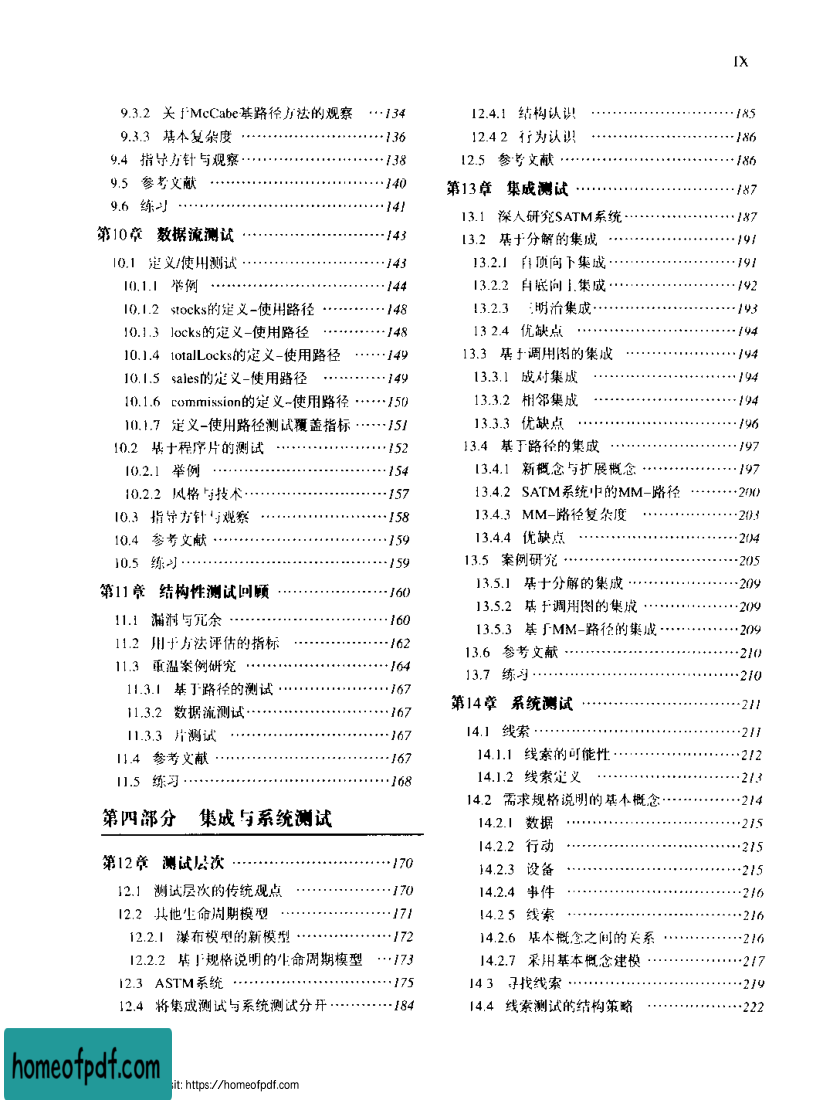 IX
9.3.2 关于McCabe基路径方法的观察 …134
9.3.3 基本复杂度 ………………………136
9.4 指导方针与观察………………………138
9.5 参考文献 ……………………………140
9.6 练习 …………………………………141
第10章 数据流测试 ………………………143
10.1 定义/使用测试 ………………………143
10.1.1 举例 ……………………………144
10.1.2 stocks的定义–使用路径 …………148
10.1.3 locks的定义–使用路径 …………148
10.1.4 totalLocks的定义–使用路径 ……149
10.1.5 sales的定义–使用路径 …………149
10.1.6 commission的定义–使用路径 ……150
10.1.7 定义–使用路径测试覆盖指标 ……151
10.2 基于程序片的测试 …………………152
10.2.1 举例 ……………………………154
10.2.2 风格与技术………………………157
10.3 指导方针与观察 ……………………158
10.4 参考文献 ……………………………159
10.5 练习 …………………………………159
第11章 结构性测试回顾 …………………160
11.1 漏洞与冗余 …………………………160
11.2 用于方法评估的指标 ………………162
11.3 重温案例研究 ………………………164
11.3.1 基于路径的测试 …………………167
11.3.2 数据流测试………………………167
11.3.3 片测试 …………………………167
11.4 参考文献 ……………………………167
11.5 练习 …………………………………168
第四部分 集成与系统测试
第12章 测试层次 …………………………170
12.1 测试层次的传统观点 ………………170
12.2 其他生命周期模型 …………………171
12.2.1 瀑布模型的新模型 ………………172
12.2.2 基于规格说明的生命周期模型 …173
12.3 ASTM系统 …………………………175
12.4 将集成测试与系统测试分开 …………184
12.4.1 结构认识 ………………………185
12.4 2 行为认识 ………………………186
12.5 参考文献 ……………………………186
第13章 集成测试 …………………………187
13.1 深入研究SATM系统…………………187
13.2 基于分解的集成 ……………………191
13.2.1 自顶向下集成……………………191
13.2.2 自底向上集成……………………192
13.2.3 三明治集成………………………193
13 2.4 优缺点 …………………………194
13.3 基于调用图的集成 …………………194
13.3.1 成对集成 ………………………194
13.3.2 相邻集成 ………………………194
13.3.3 优缺点 …………………………196
13.4 基于路径的集成 ……………………197
13.4.1 新概念与扩展概念 ………………197
13.4.2 SATM系统中的MM–路径 ………200
13.4.3 MM–路径复杂度 ………………203
13.4.4 优缺点 …………………………204
13.5 案例研究 ……………………………205
13.5.1 基于分解的集成 …………………209
13.5.2 基于调用图的集成 ………………209
13.5.3 基于MM–路径的集成……………209
13.6 参考文献 ……………………………210
13.7 练习 …………………………………210
第14章 系统测试 …………………………211
14.1 线索 …………………………………211
14.1.1 线索的可能性……………………212
14.1.2 线索定义 ………………………213
14.2 需求规格说明的基本概念……………214
14.2.1 数据 ……………………………215
14.2.2 行动 ……………………………215
14.2.3 设备 ……………………………215
14.2.4 事件 ……………………………216
14.2 5 线索 ……………………………216
14.2.6 基本概念之间的关系 ……………216
14.2.7 采用基本概念建模 ………………217
14 3 寻找线索 ……………………………219
14.4 线索测试的结构策略 ………………222
homeofpdf.com
sit: https://homeofpdf.com